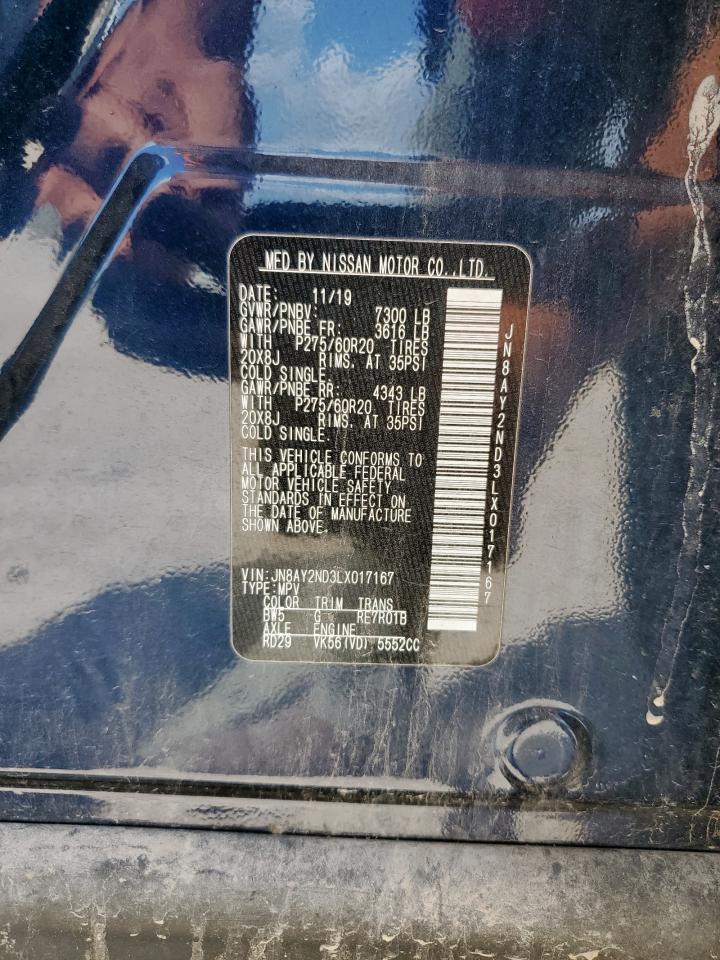 MFD BY NISSAN MOTOR CO.,LTD.
DATE: 11/19
GVWR/PNBV: 7300 LB
GAWR/PNBE FR: 3616 LB
WITH P275/60R20 TIRES
20X8J RIMS. AT 35PSI
COLD SINGLE.
GAWR/PNBE RR: 4343 LB
WITH P275/60R20 TIRES
20X8J RIMS. AT 35PSI
COLD SINGLE.
THIS VEHICLE CONFORMS TO
ALL APPLICABLE FEDERAL
MOTOR VEHICLE SAFETY
STANDARDS IN EFFECT ON
THE DATE OF MANUFACTURE
SHOWN ABOVE.
VIN:JN8AY2ND3LX017167
TYPE:MPV
COLOR TRIM TRANS
BW5 G RE7R01B
AXLE ENGINE
RD29 VK56(VD) 5552CC
JN8AY2ND3LX017167